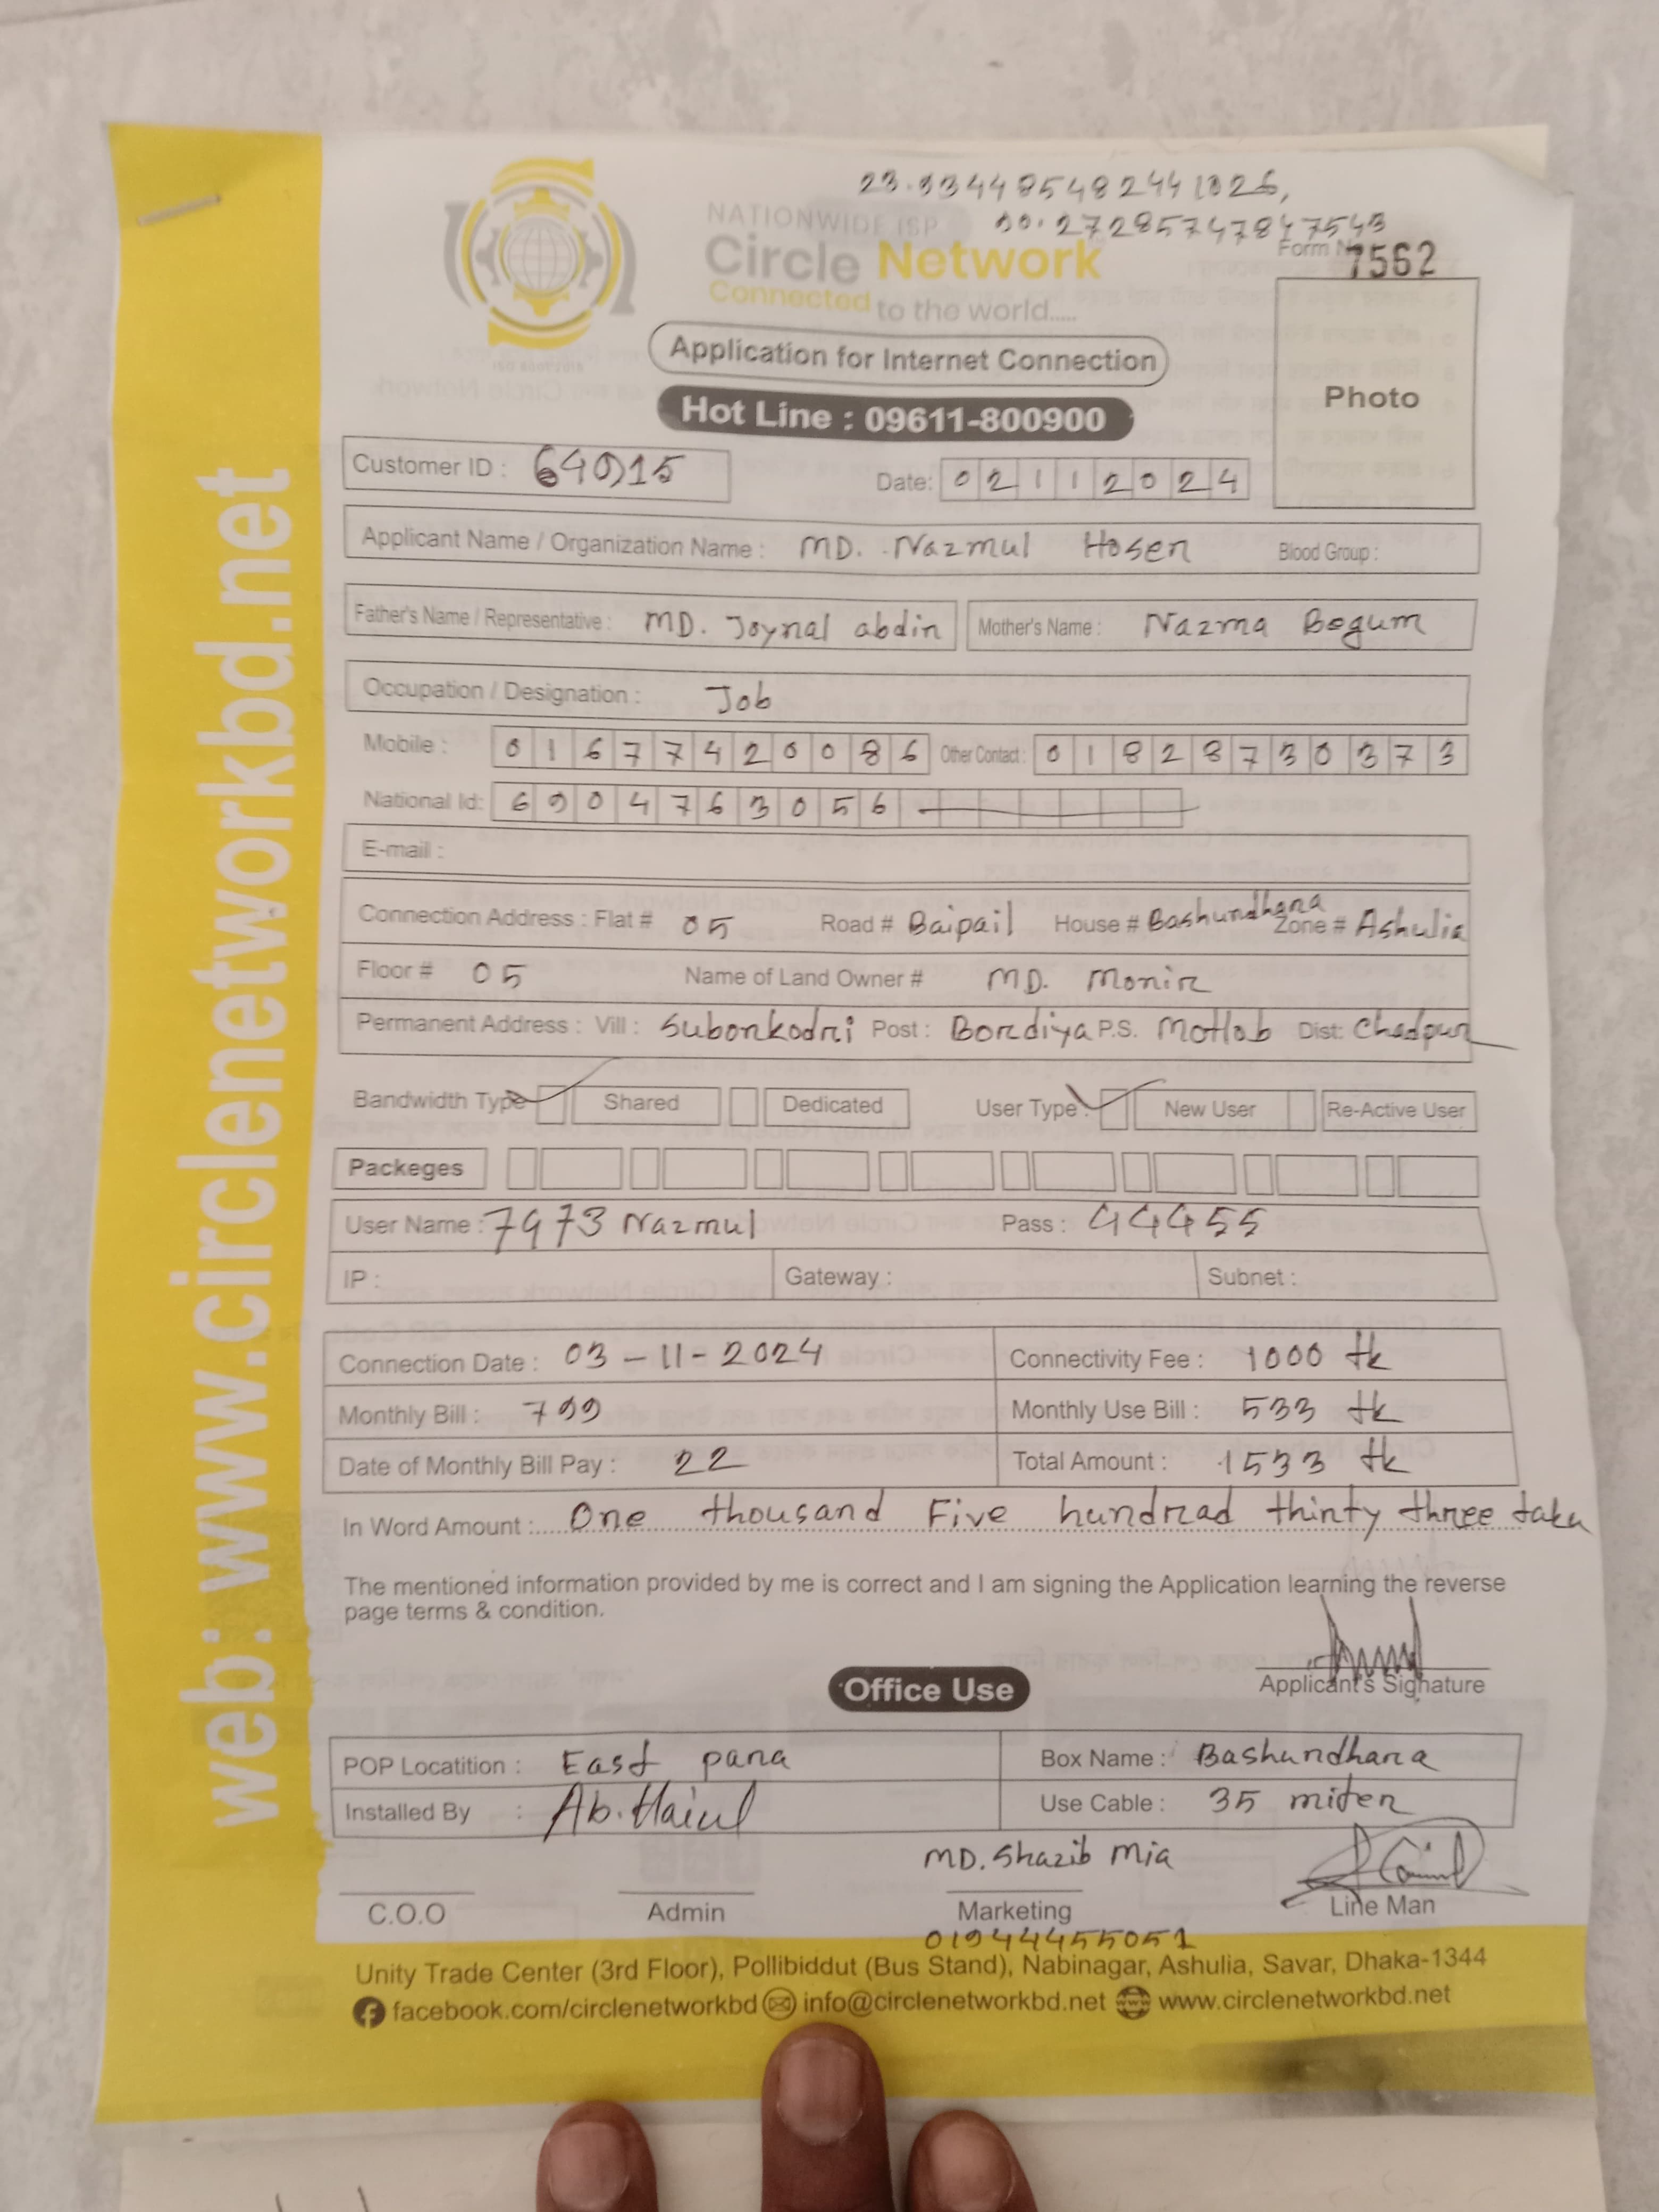 23.93448548244 1026,
90.27285747847543
NATIONWIDE ISP
Circle Network
Connected to the world.....
Form No 7562
ISO 9001:2015
Application for Internet Connection
Photo
Hot Line : 09611-800900
Customer ID : 64915 Date: 02112024
Applicant Name / Organization Name : MD. Nazmul Hosen Blood Group :
Father's Name / Representative : MD. Joynal abdin Mother's Name : Nazma Begum
Occupation / Designation : Job
Mobile : 01677420086 Other Contact : 01828730373
National Id: 6904763056
E-mail :
Connection Address : Flat # 05 Road # Baipail House # Bashundhara Zone # Ashulia
Floor # 05 Name of Land Owner # MD. Monir
Permanent Address : Vill : Subonkodri Post : Bordiya P.S. Motlob Dist: Chadpur
Bandwidth Type Shared Dedicated User Type : New User Re-Active User
Packeges
User Name : 7973 Nazmul Pass : 44455
IP : Gateway : Subnet :
Connection Date : 03-11-2024 Connectivity Fee : 1000 tk
Monthly Bill : 799 Monthly Use Bill : 533 tk
Date of Monthly Bill Pay : 22 Total Amount : 1533 tk
In Word Amount : One thousand Five hundrad thirty three taka
The mentioned information provided by me is correct and I am signing the Application learning the reverse
page terms & condition.
Office Use
Applicant's Signature
POP Locatition : East para Box Name : Bashundhara
Installed By : Ab. Use Cable : 35 miter
MD. Shazib Mia
C.O.O Admin Marketing Line Man
01944455051
Unity Trade Center (3rd Floor), Pollibiddut (Bus Stand), Nabinagar, Ashulia, Savar, Dhaka-1344
facebook.com/circlenetworkbd info@circlenetworkbd.net www.circlenetworkbd.net
web: www.circlenetworkbd.net